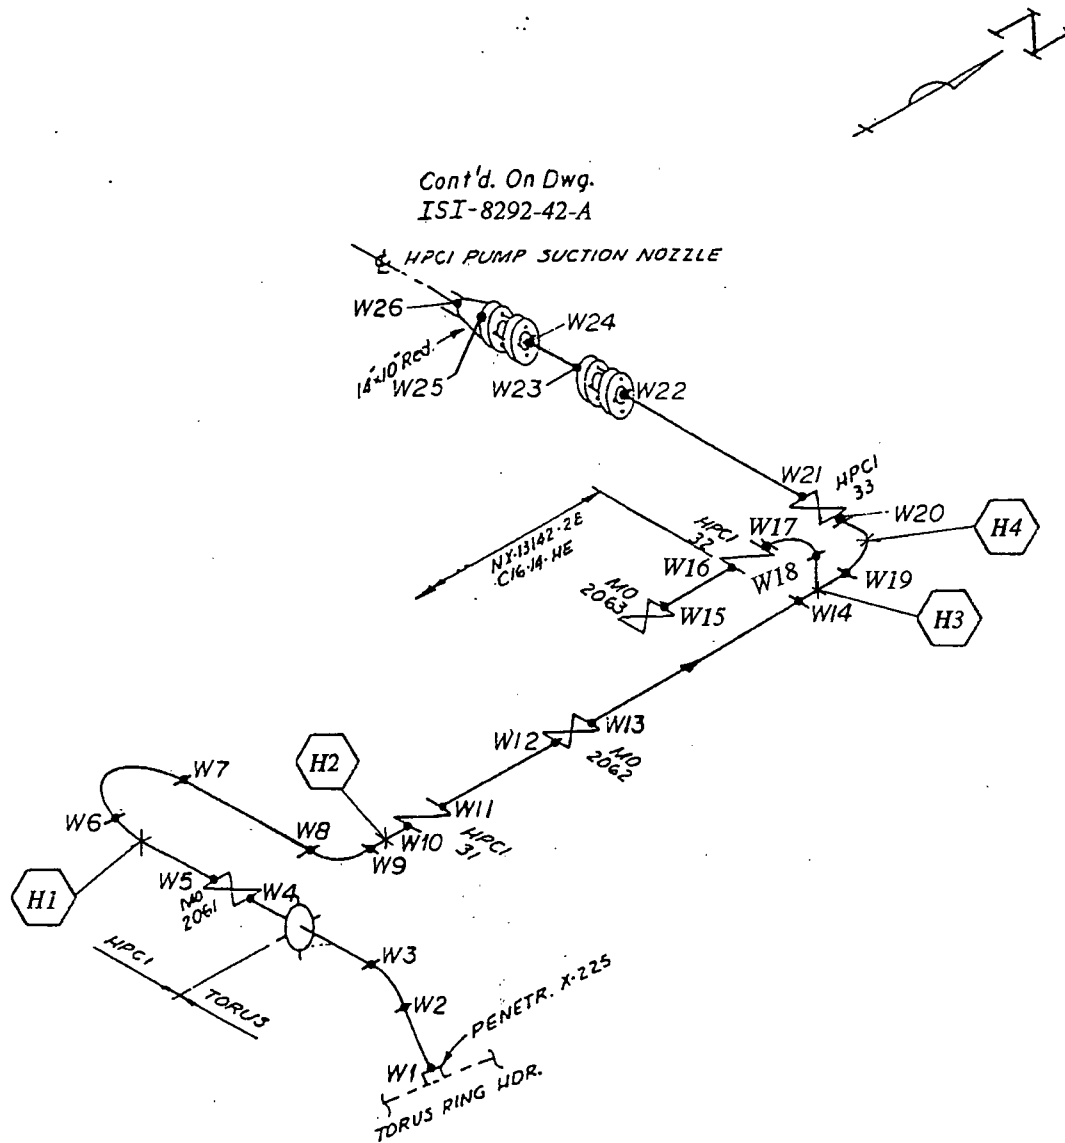 N
Cont'd. On Dwg.
ISI-8292-42-A
℄ HPCI PUMP SUCTION NOZZLE
W26
W24
14"x10" Red.
W25
W23
W22
W21
HPCI
33
W20
H4
NX-13142-2E
C16-14-HE
HPCI
32
W17
W16
W18
W19
MO
2063
W15
W14
H3
W13
W12
MO
2062
H2
W7
W11
W6
W8
W10
HPCI
31
W9
H1
W5
MO
2061
W4
HPCI
TORUS
W3
W2
PENETR. X-225
W1
TORUS RING HDR.